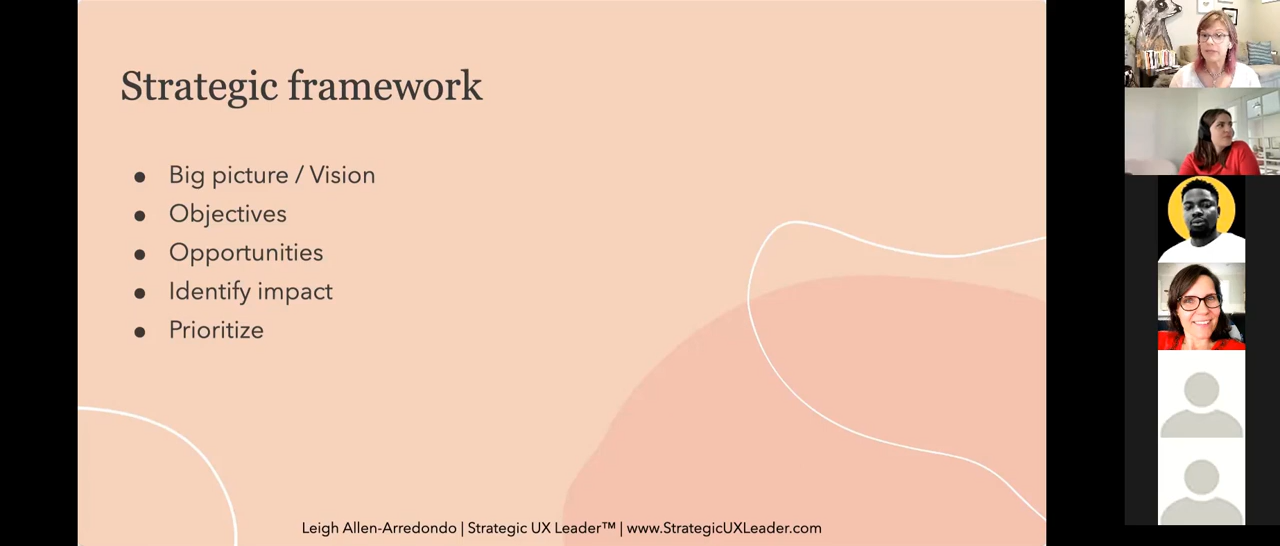 Strategic framework
● Big picture / Vision
● Objectives
● Opportunities
● Identify impact
● Prioritize
Leigh Allen-Arredondo | Strategic UX Leader™ | www.StrategicUXLeader.com